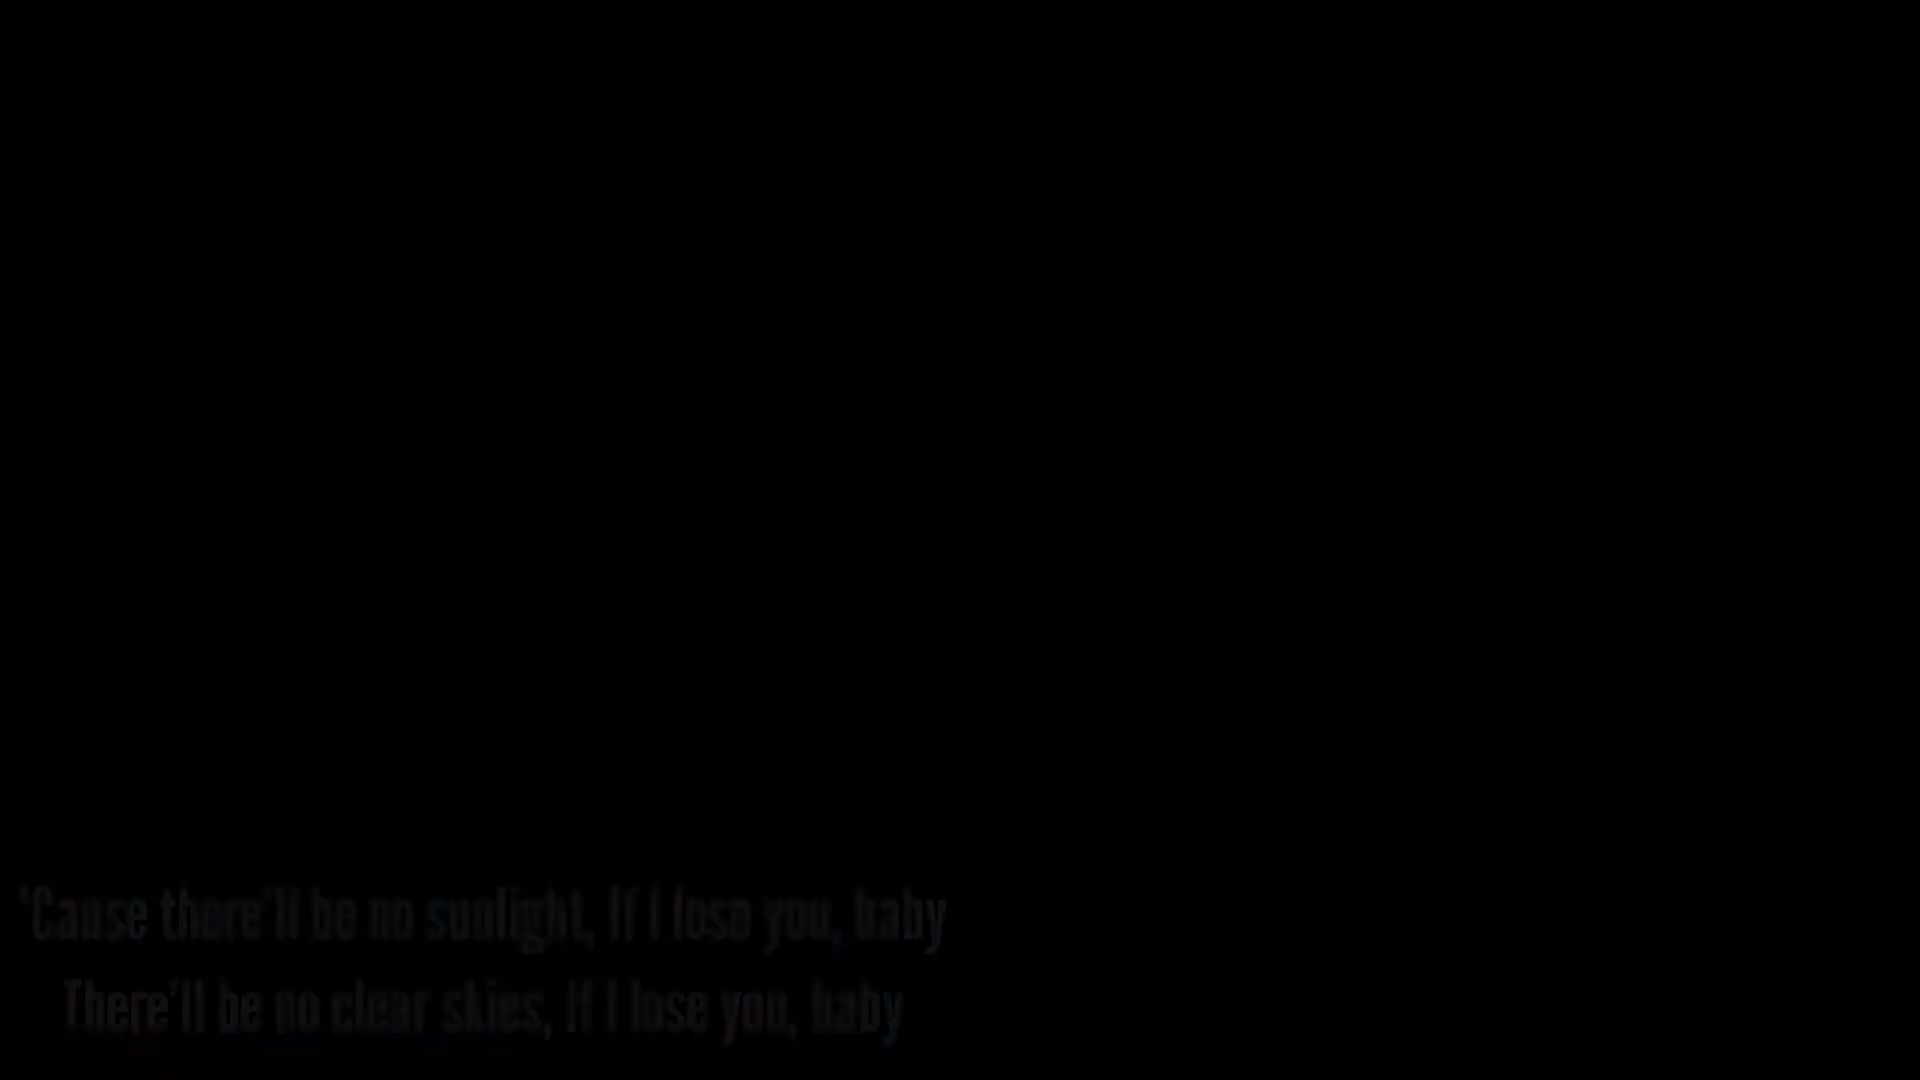 'Cause there'll be no sunlight, If I lose you, baby
There'll be no clear skies, If I lose you, baby